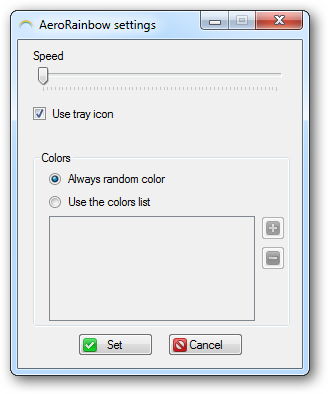 AeroRainbow settings
Speed
Use tray icon
Colors
Always random color
Use the colors list
Set
Cancel